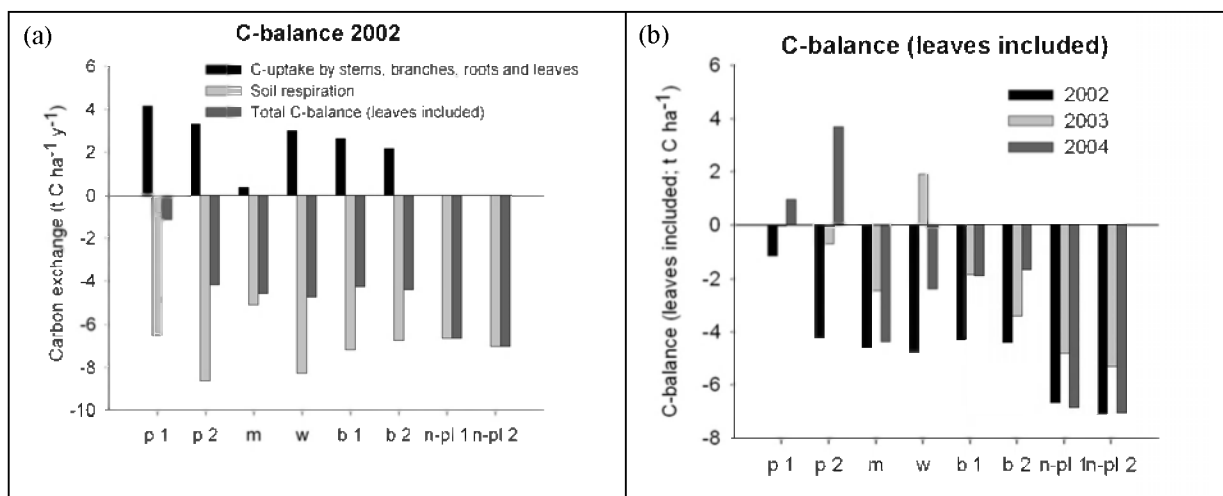 (a)
C-balance 2002
C-uptake by stems, branches, roots and leaves
Soil respiration
Total C-balance (leaves included)
Carbon exchange (t C ha⁻¹ y⁻¹)
6
4
2
0
-2
-4
-6
-8
-10
p 1 p 2 m w b 1 b 2 n-pl 1 n-pl 2
(b)
C-balance (leaves included)
2002
2003
2004
C-balance (leaves included; t C ha⁻¹)
6
4
2
0
-2
-4
-6
-8
p 1 p 2 m w b 1 b 2 n-pl 1 n-pl 2